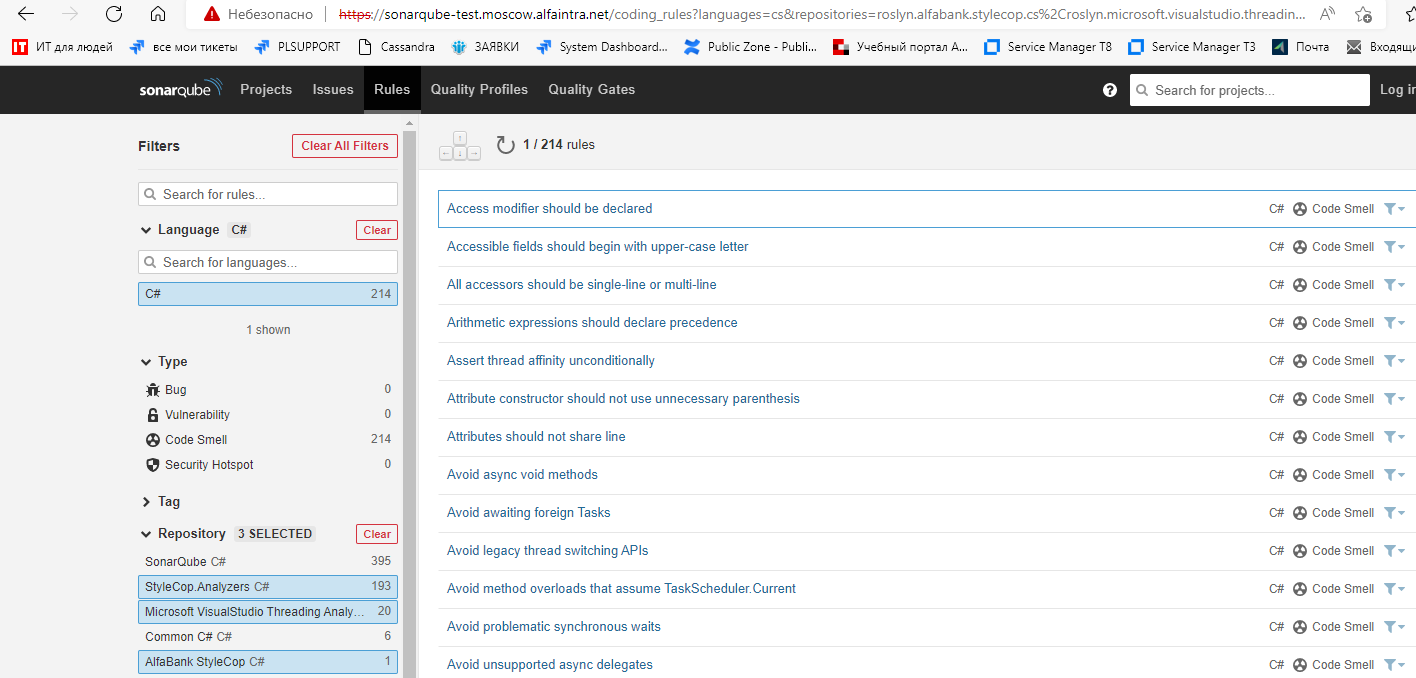 Небезопасно https://sonarqube-test.moscow.alfaintra.net/coding_rules?languages=cs&repositories=roslyn.alfabank.stylecop.cs%2Croslyn.microsoft.visualstudio.threadin...
ИТ для людей все мои тикеты PLSUPPORT Cassandra ЗАЯВКИ System Dashboard... Public Zone - Publi... Учебный портал А... Service Manager T8 Service Manager T3 Почта Входящи
sonarqube Projects Issues Rules Quality Profiles Quality Gates ? Search for projects... Log in
Filters Clear All Filters
1 / 214 rules
Search for rules...
Language C# Clear
Search for languages...
C# 214
1 shown
Type
Bug 0
Vulnerability 0
Code Smell 214
Security Hotspot 0
Tag
Repository 3 SELECTED Clear
SonarQube C# 395
StyleCop.Analyzers C# 193
Microsoft VisualStudio Threading Analy... 20
Common C# C# 6
AlfaBank StyleCop C# 1
Access modifier should be declared C# Code Smell
Accessible fields should begin with upper-case letter C# Code Smell
All accessors should be single-line or multi-line C# Code Smell
Arithmetic expressions should declare precedence C# Code Smell
Assert thread affinity unconditionally C# Code Smell
Attribute constructor should not use unnecessary parenthesis C# Code Smell
Attributes should not share line C# Code Smell
Avoid async void methods C# Code Smell
Avoid awaiting foreign Tasks C# Code Smell
Avoid legacy thread switching APIs C# Code Smell
Avoid method overloads that assume TaskScheduler.Current C# Code Smell
Avoid problematic synchronous waits C# Code Smell
Avoid unsupported async delegates C# Code Smell